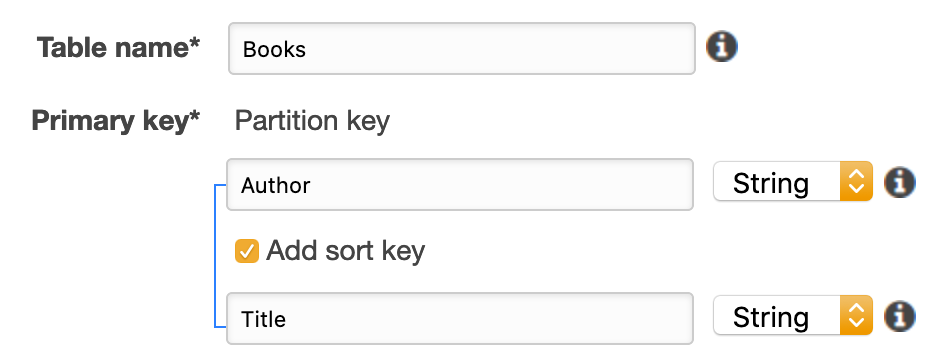 Table name* Books
Primary key* Partition key
Author String
Add sort key
Title String